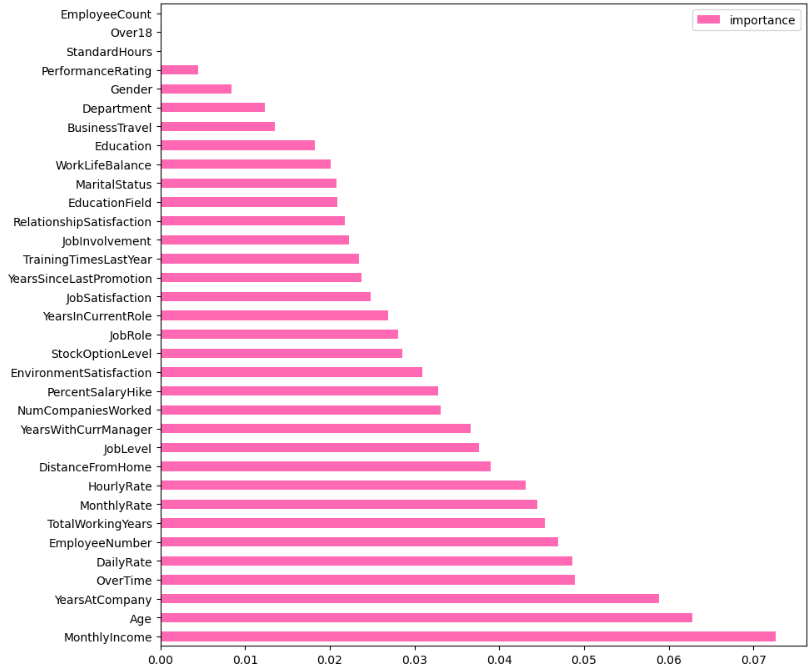 EmployeeCount
Over18
StandardHours
PerformanceRating
Gender
Department
BusinessTravel
Education
WorkLifeBalance
MaritalStatus
EducationField
RelationshipSatisfaction
JobInvolvement
TrainingTimesLastYear
YearsSinceLastPromotion
JobSatisfaction
YearsInCurrentRole
JobRole
StockOptionLevel
EnvironmentSatisfaction
PercentSalaryHike
NumCompaniesWorked
YearsWithCurrManager
JobLevel
DistanceFromHome
HourlyRate
MonthlyRate
TotalWorkingYears
EmployeeNumber
DailyRate
OverTime
YearsAtCompany
Age
MonthlyIncome
importance
0.00 0.01 0.02 0.03 0.04 0.05 0.06 0.07